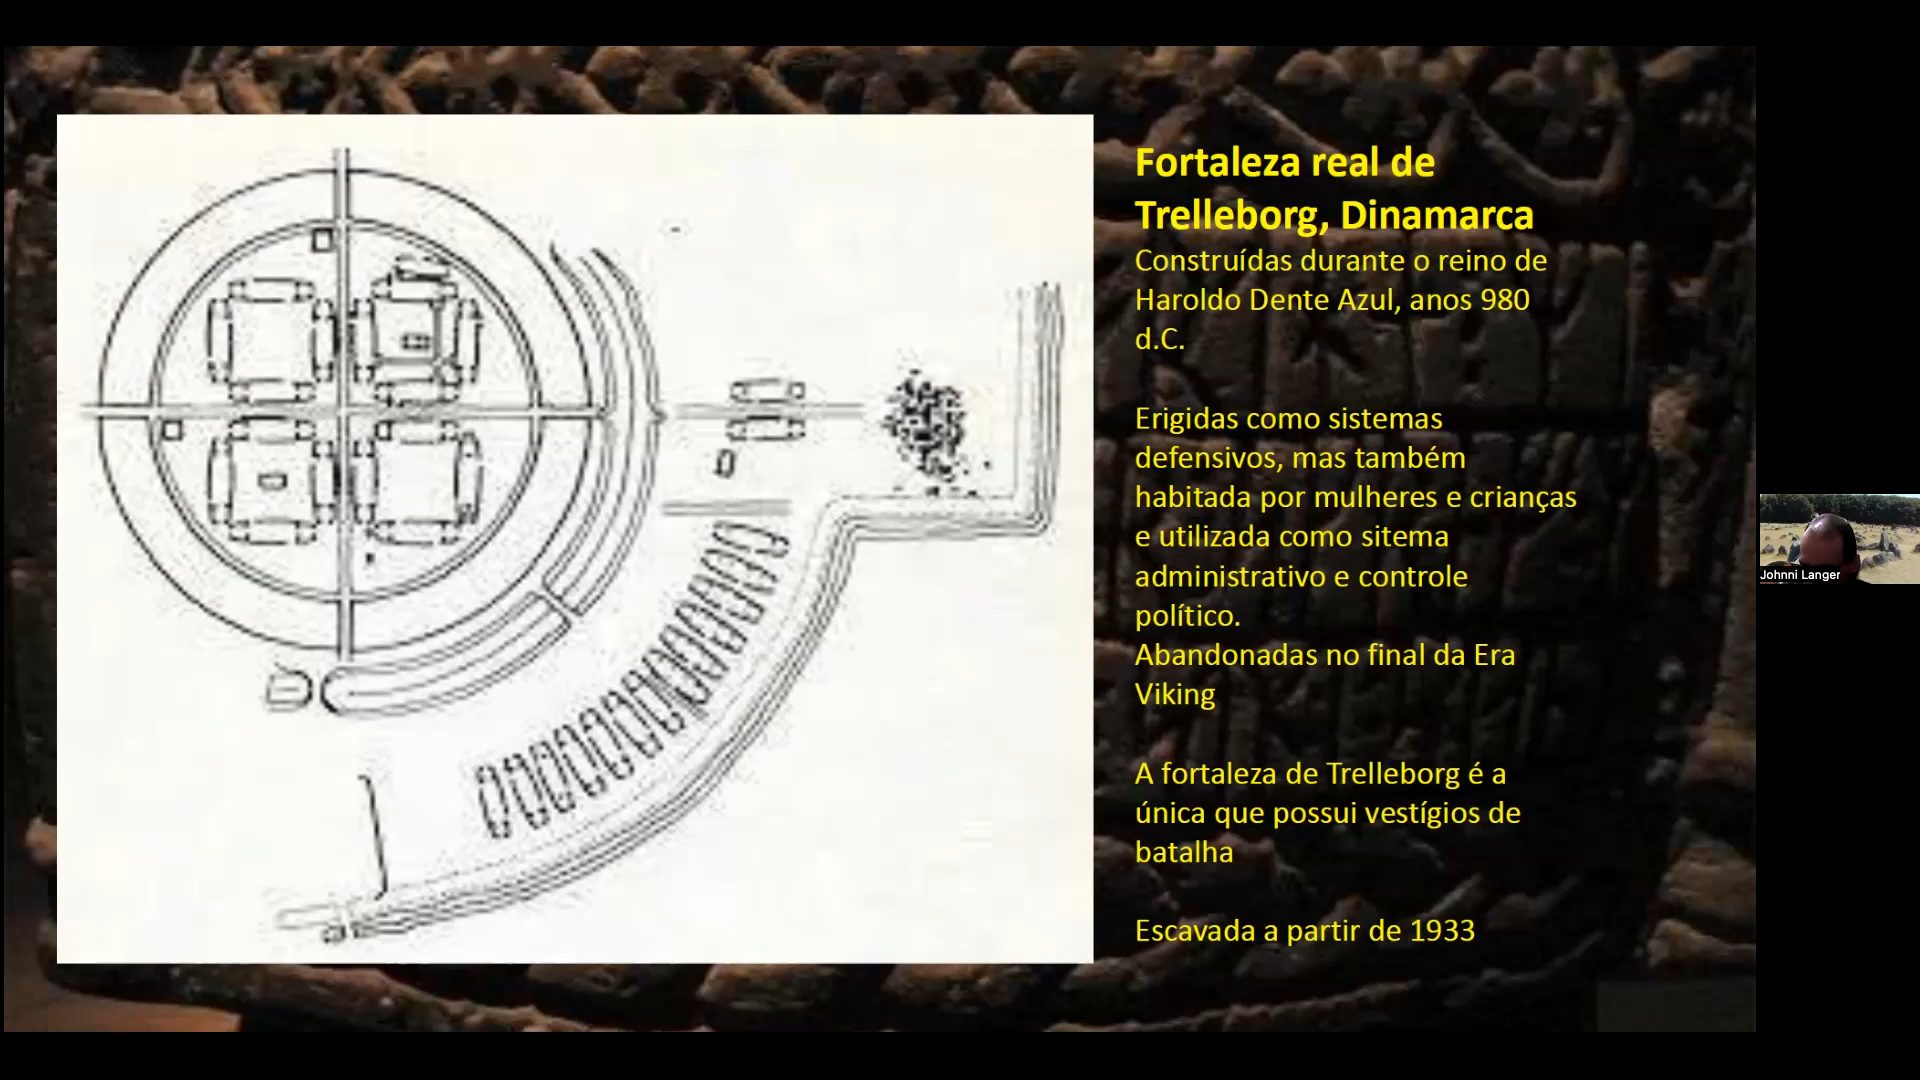 Fortaleza real de
Trelleborg, Dinamarca
Construídas durante o reino de
Haroldo Dente Azul, anos 980
d.C.
Erigidas como sistemas
defensivos, mas também
habitada por mulheres e crianças
e utilizada como sitema
administrativo e controle
político.
Abandonadas no final da Era
Viking
A fortaleza de Trelleborg é a
única que possui vestígios de
batalha
Escavada a partir de 1933
Johnni Langer